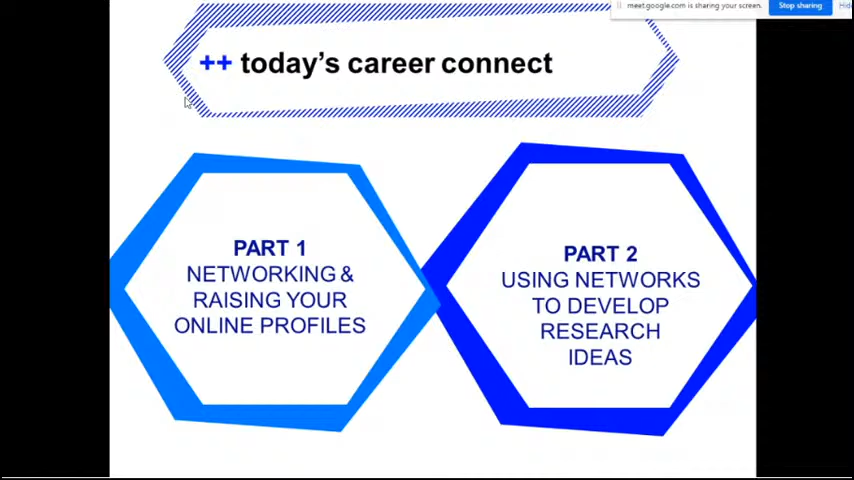 meet.google.com is sharing your screen. Stop sharing Hide
++ today's career connect
PART 1
NETWORKING &
RAISING YOUR
ONLINE PROFILES
PART 2
USING NETWORKS
TO DEVELOP
RESEARCH
IDEAS